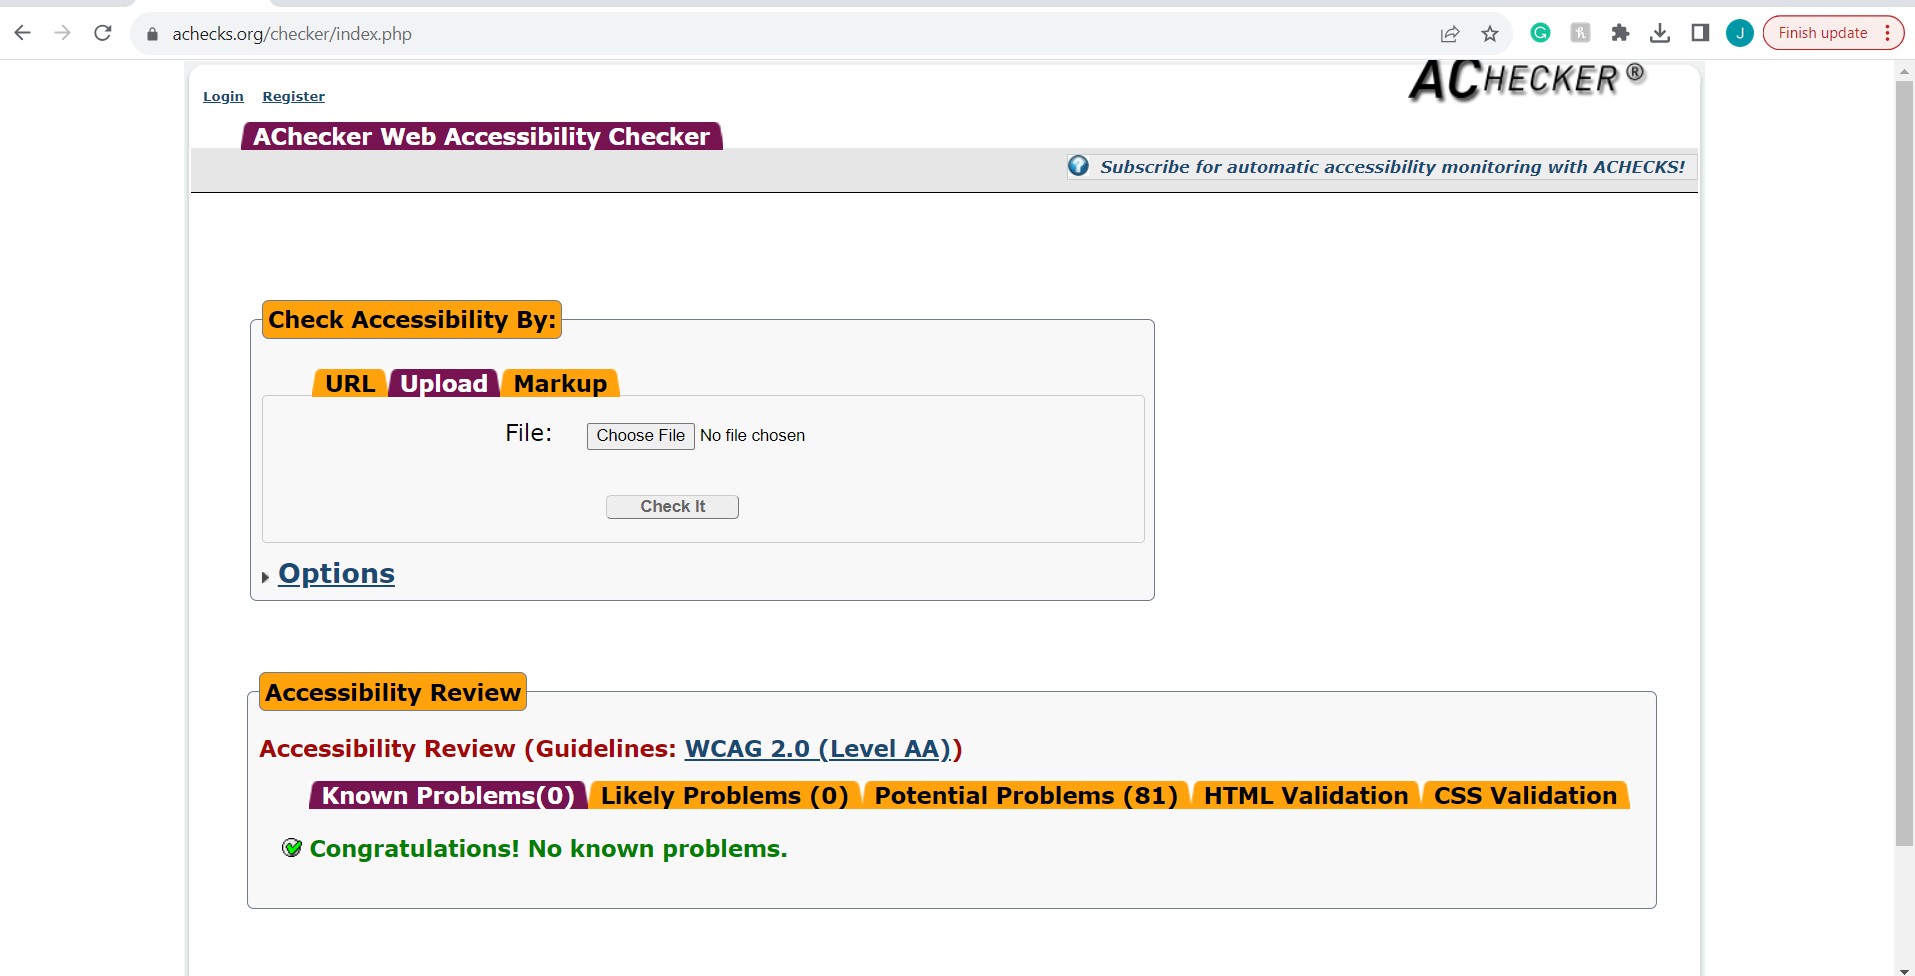 achecks.org/checker/index.php
J
Finish update
ACHECKER ®
Login Register
AChecker Web Accessibility Checker
Subscribe for automatic accessibility monitoring with ACHECKS!
Check Accessibility By:
URL Upload Markup
File: Choose File No file chosen
Check It
Options
Accessibility Review
Accessibility Review (Guidelines: WCAG 2.0 (Level AA))
Known Problems(0) Likely Problems (0) Potential Problems (81) HTML Validation CSS Validation
Congratulations! No known problems.